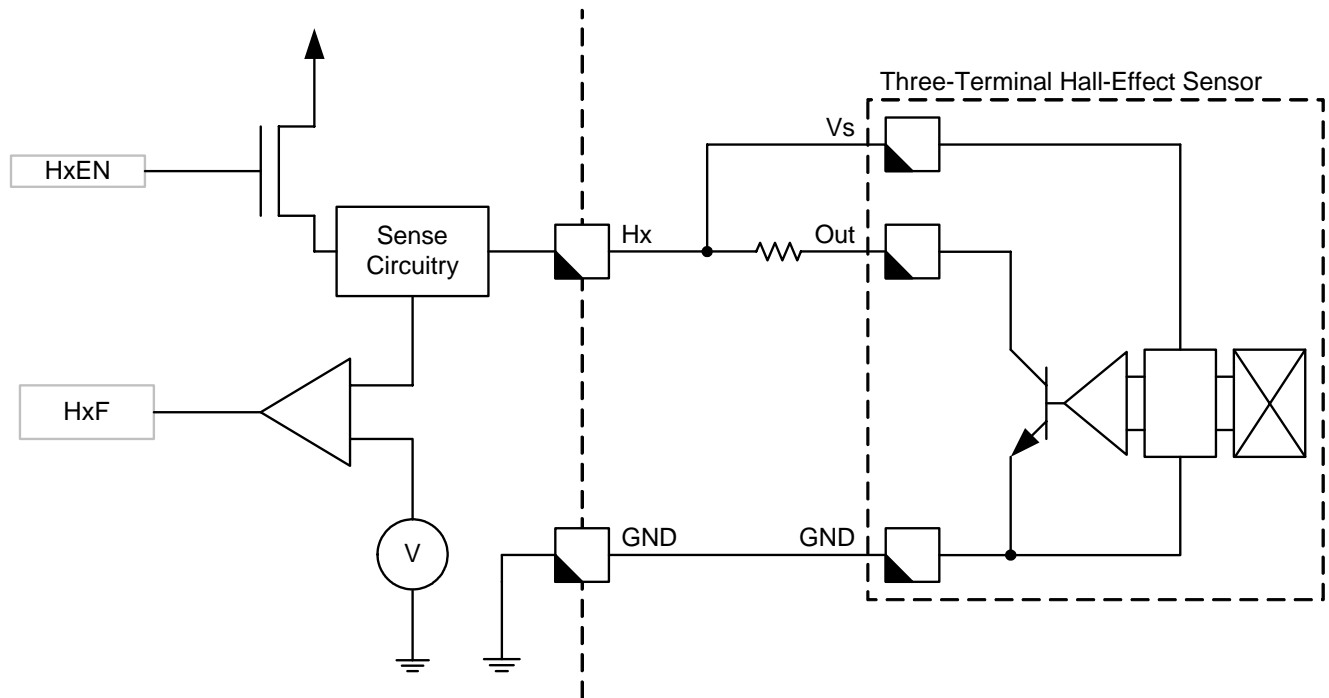 Three-Terminal Hall-Effect Sensor
Vs
HxEN
Sense
Circuitry
Hx
Out
HxF
GND
GND
V